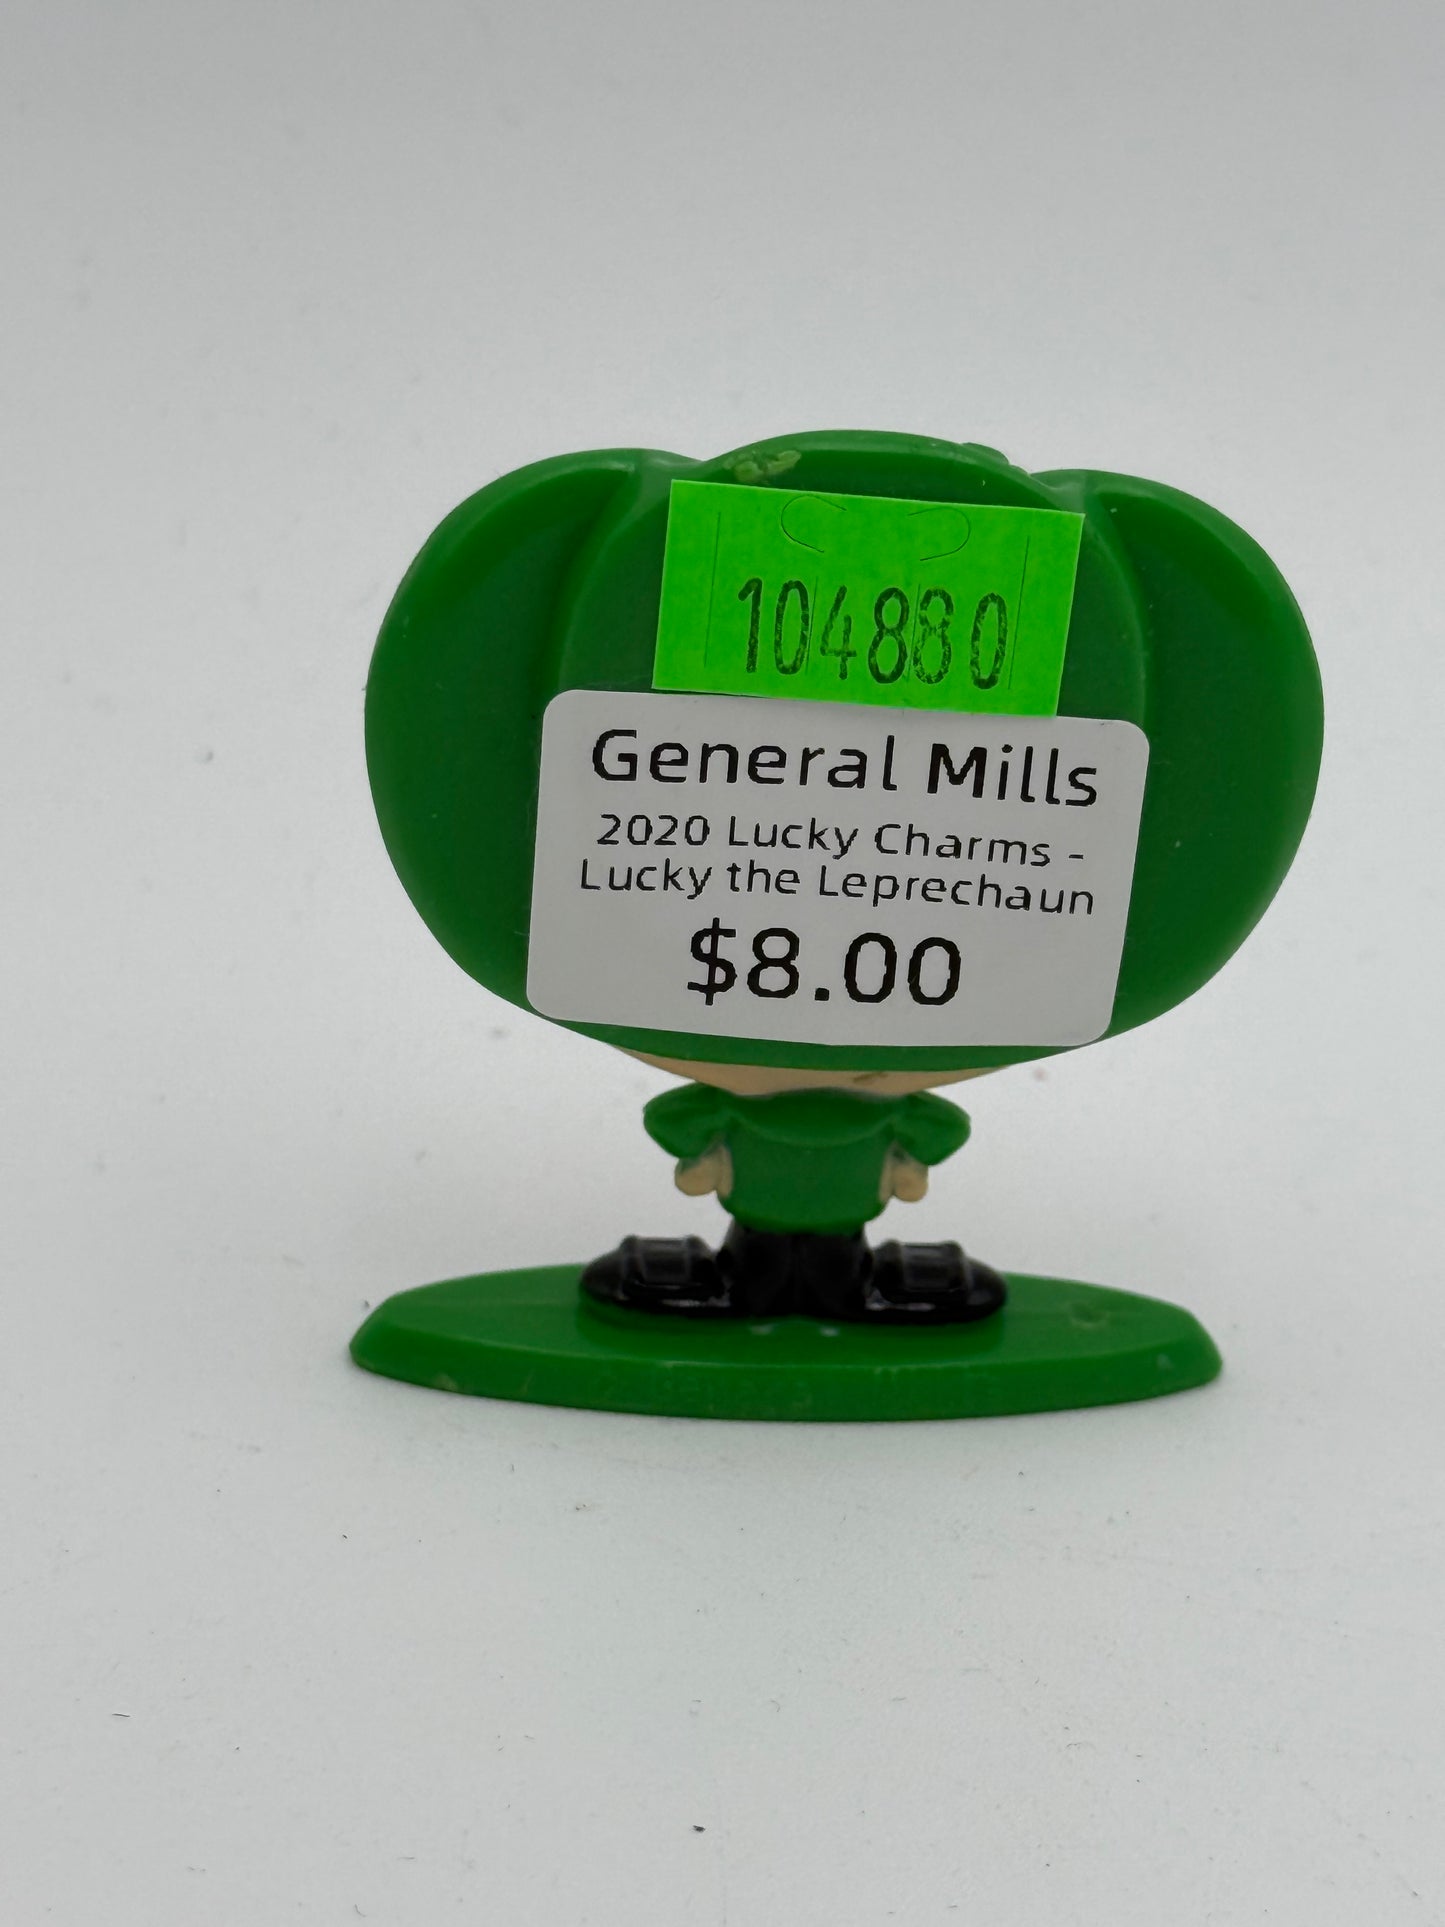 104880
General Mills
2020 Lucky Charms -
Lucky the Leprechaun
$8.00